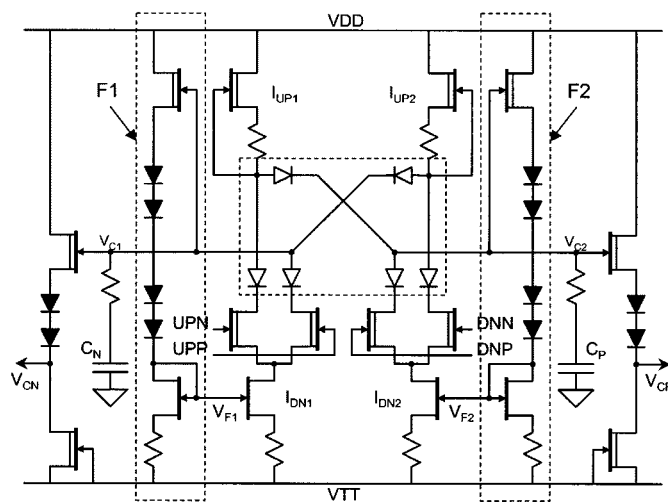 VDD
F1
I_UP1
I_UP2
F2
V_C1
V_C2
UPN
UPP
DNN
DNP
C_N
C_P
V_CN
V_F1
I_DN1
I_DN2
V_F2
V_CP
VTT